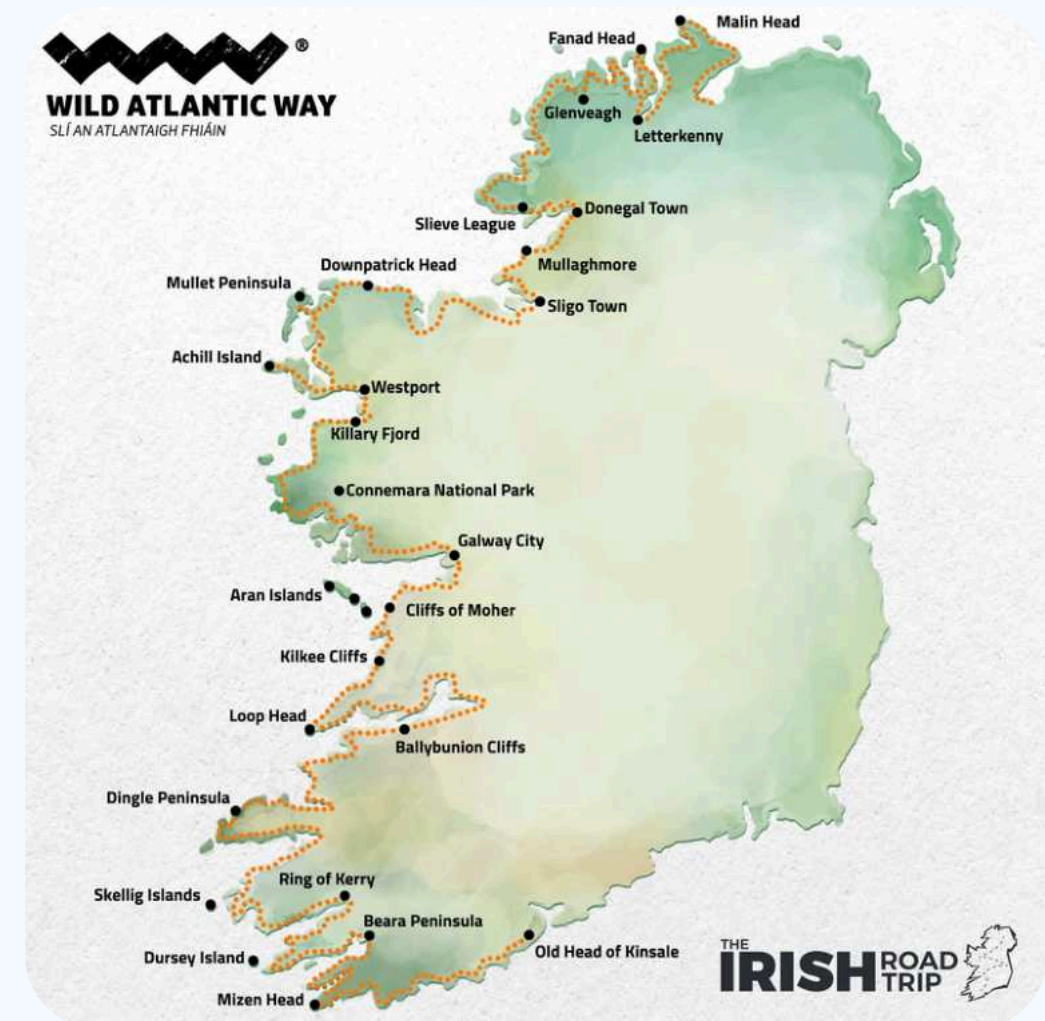 WILD ATLANTIC WAY ®
SLÍ AN ATLANTAIGH FHIÁIN
Malin Head
Fanad Head
Glenveagh
Letterkenny
Donegal Town
Slieve League
Mullaghmore
Downpatrick Head
Mullet Peninsula
Sligo Town
Achill Island
Westport
Killary Fjord
Connemara National Park
Galway City
Aran Islands
Cliffs of Moher
Kilkee Cliffs
Loop Head
Ballybunion Cliffs
Dingle Peninsula
Ring of Kerry
Skellig Islands
Beara Peninsula
Old Head of Kinsale
Dursey Island
Mizen Head
THE
IRISH ROAD
TRIP